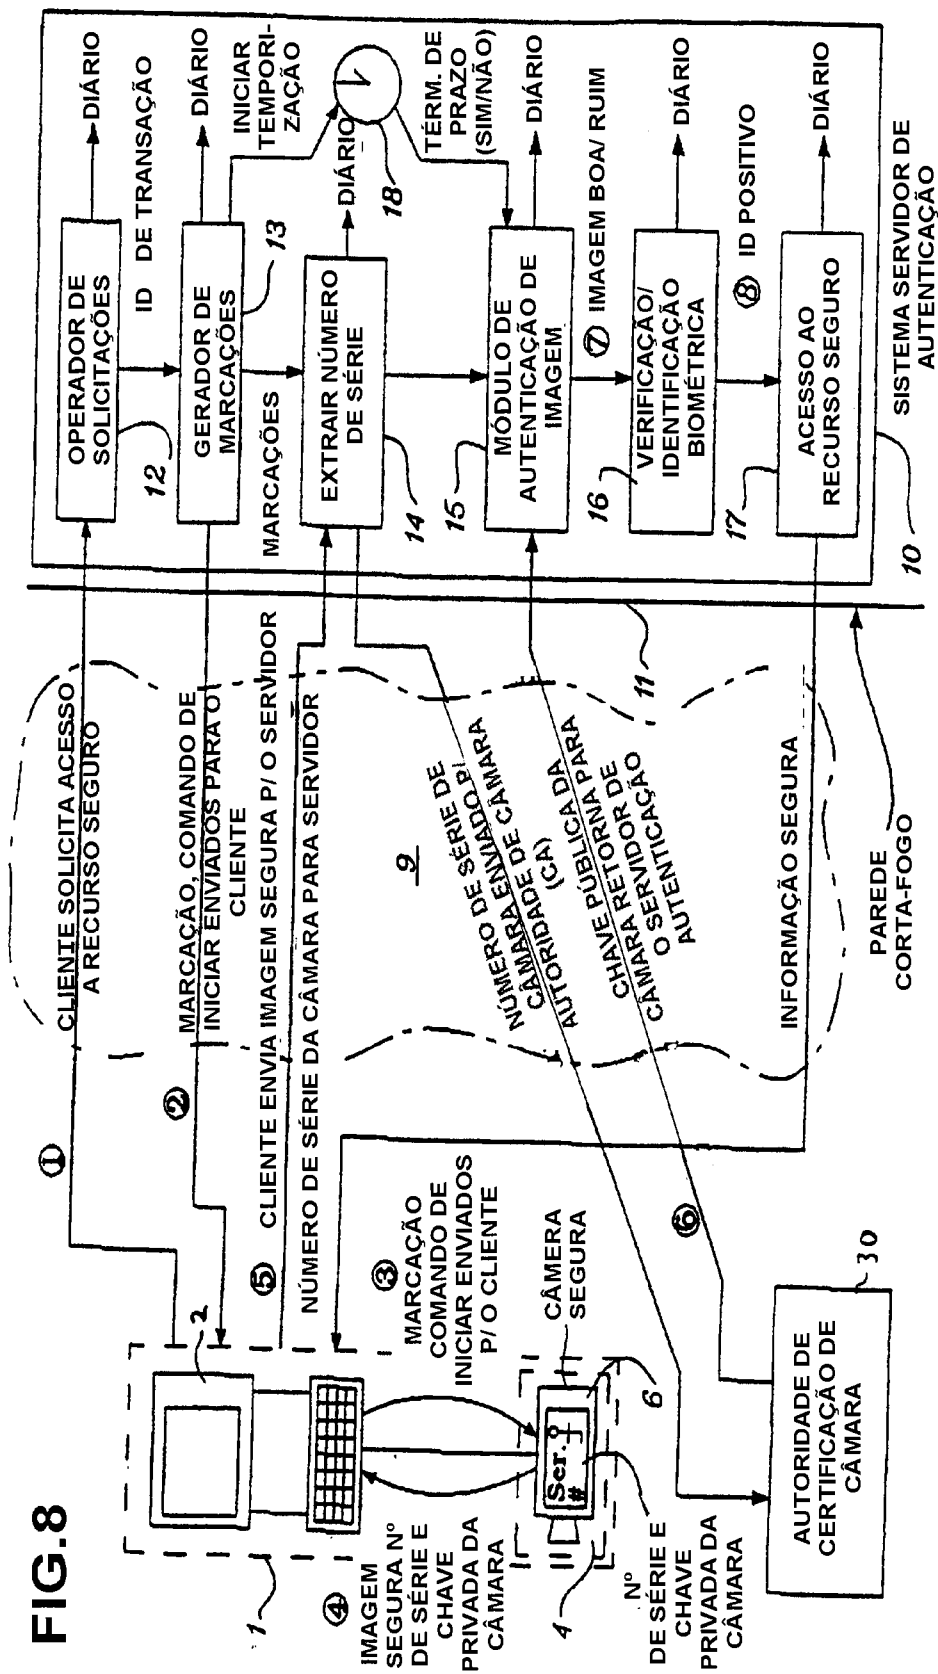 FIG.8
1
2
①
CLIENTE SOLICITA ACESSO
A RECURSO SEGURO
②
MARCAÇÃO, COMANDO DE
INICIAR ENVIADOS PARA O
CLIENTE
⑤
CLIENTE ENVIA IMAGEM SEGURA P/ O SERVIDOR
NÚMERO DE SÉRIE DA CÂMARA PARA SERVIDOR
③
MARCAÇÃO
COMANDO DE
INICIAR ENVIADOS
P/ O CLIENTE
④
IMAGEM
SEGURA Nº
DE SÉRIE E
CHAVE
PRIVADA DA
CÂMARA
CÂMERA
SEGURA
Ser.
#
4
6
Nº
DE SÉRIE E
CHAVE
PRIVADA DA
CÂMARA
9
NÚMERO DE SÉRIE DE
CÂMARA ENVIADO P/
AUTORIDADE DE CÂMARA
(CA)
⑥
CHAVE PÚBLICA DA
CÂMARA RETORNA PARA
O SERVIDOR DE
AUTENTICAÇÃO
INFORMAÇÃO SEGURA
AUTORIDADE DE
CERTIFICAÇÃO DE
CÂMARA
30
PAREDE
CORTA-FOGO
11
OPERADOR DE
SOLICITAÇÕES
12
DIÁRIO
ID DE TRANSAÇÃO
GERADOR DE
MARCAÇÕES
13
DIÁRIO
INICIAR
TEMPORI-
ZAÇÃO
MARCAÇÕES
EXTRAIR NÚMERO
DE SÉRIE
14
DIÁRIO
18
TÉRM. DE
PRAZO
(SIM/NÃO)
MÓDULO DE
AUTENTICAÇÃO DE
IMAGEM
15
DIÁRIO
⑦ IMAGEM BOA/ RUIM
VERIFICAÇÃO/
IDENTIFICAÇÃO
BIOMÉTRICA
16
DIÁRIO
⑧ ID POSITIVO
ACESSO AO
RECURSO SEGURO
17
DIÁRIO
10
SISTEMA SERVIDOR DE
AUTENTICAÇÃO